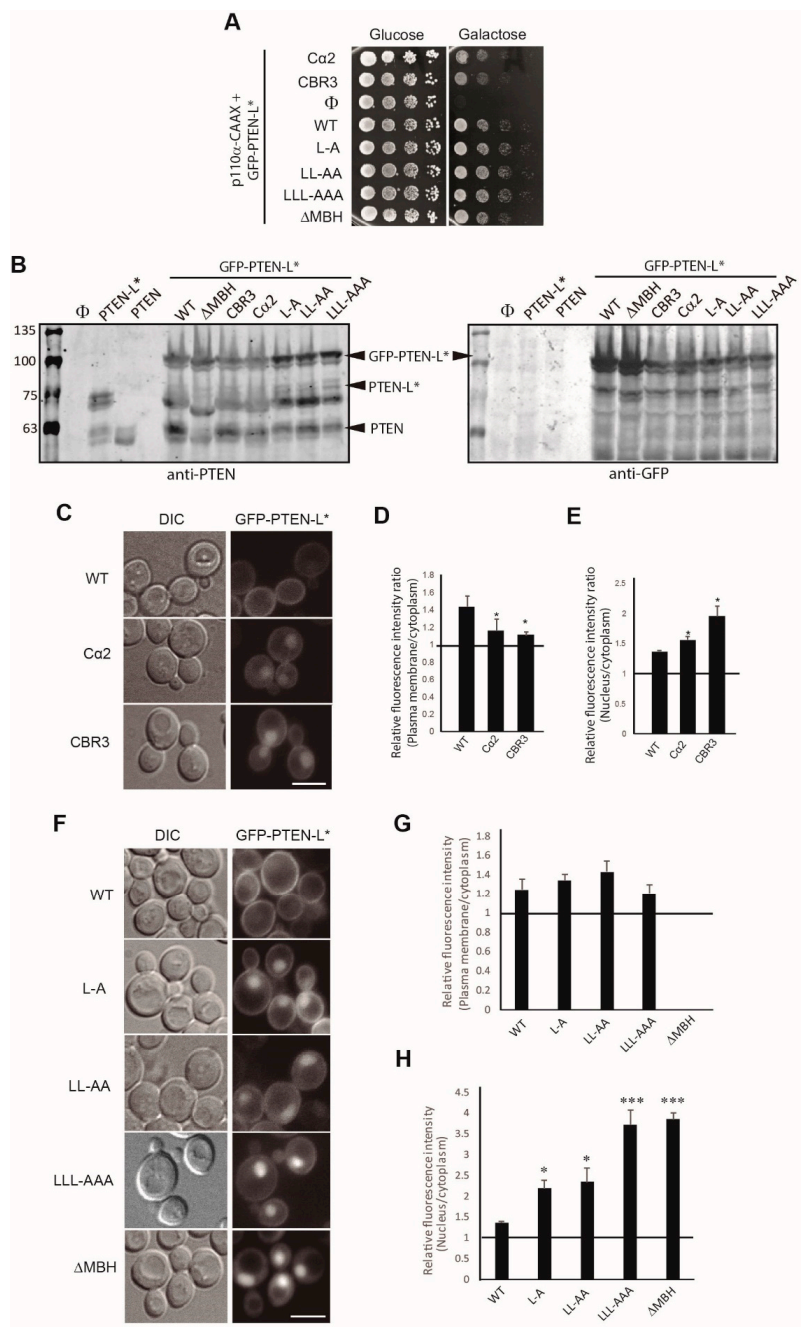 A
Glucose Galactose
p110α-CAAX +
GFP-PTEN-L*
Cα2
CBR3
Φ
WT
L-A
LL-AA
LLL-AAA
ΔMBH
B
GFP-PTEN-L*
Φ PTEN-L* PTEN WT ΔMBH CBR3 Cα2 L-A LL-AA LLL-AAA
135
100
75
63
GFP-PTEN-L*
PTEN-L*
PTEN
anti-PTEN
GFP-PTEN-L*
Φ PTEN-L* PTEN WT ΔMBH CBR3 Cα2 L-A LL-AA LLL-AAA
anti-GFP
C
DIC GFP-PTEN-L*
WT
Cα2
CBR3
D
Relative fluorescence intensity ratio
(Plasma membrane/cytoplasm)
1.8
1.6
1.4
1.2
1
0.8
0.6
0.4
0.2
0
* *
WT Cα2 CBR3
E
Relative fluorescence intensity ratio
(Nucleus/cytoplasm)
2.5
2
1.5
1
0.5
0
* *
WT Cα2 CBR3
F
DIC GFP-PTEN-L*
WT
L-A
LL-AA
LLL-AAA
ΔMBH
G
Relative fluorescence intensity
(Plasma membrane/cytoplasm)
1.8
1.6
1.4
1.2
1
0.8
0.6
0.4
0.2
0
WT L-A LL-AA LLL-AAA ΔMBH
H
Relative fluorescence intensity
(Nucleus/cytoplasm)
4.5
4
3.5
2.5
1.5
1
0.5
0
* * *** ***
WT L-A LL-AA LLL-AAA ΔMBH